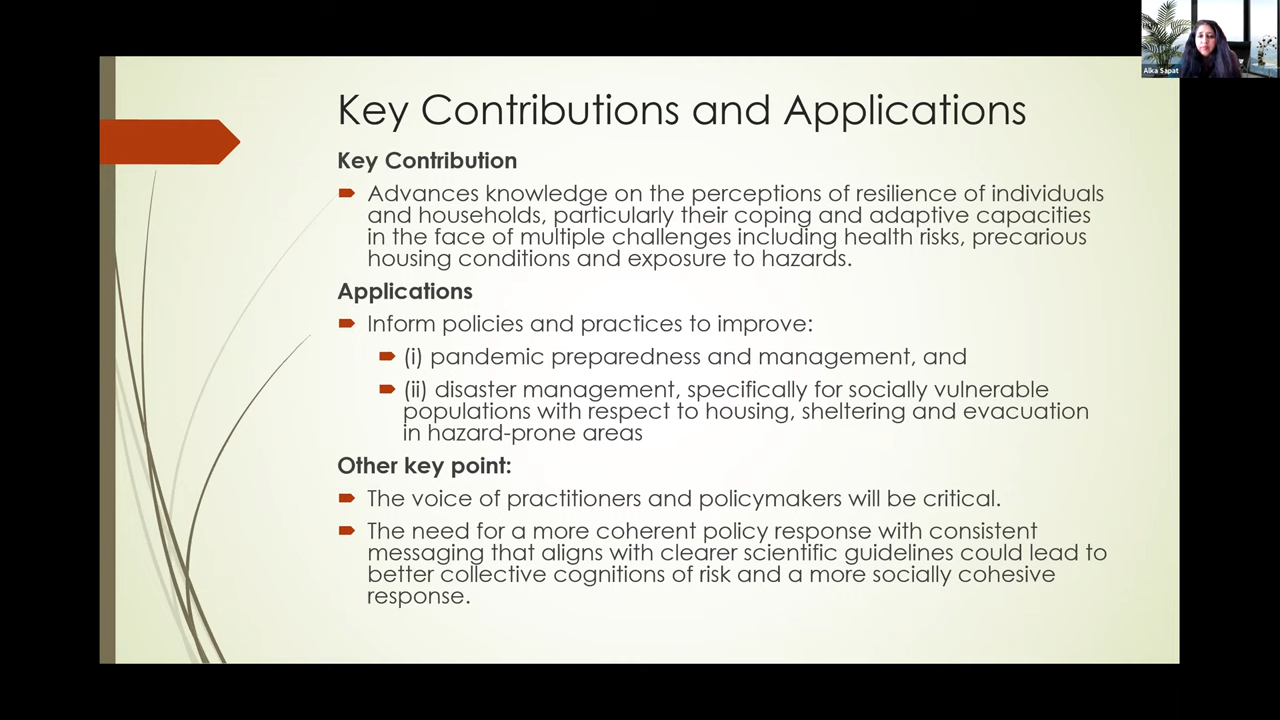 Alka Sapat
Key Contributions and Applications
Key Contribution
Advances knowledge on the perceptions of resilience of individuals
and households, particularly their coping and adaptive capacities
in the face of multiple challenges including health risks, precarious
housing conditions and exposure to hazards.
Applications
Inform policies and practices to improve:
(i) pandemic preparedness and management, and
(ii) disaster management, specifically for socially vulnerable
populations with respect to housing, sheltering and evacuation
in hazard-prone areas
Other key point:
The voice of practitioners and policymakers will be critical.
The need for a more coherent policy response with consistent
messaging that aligns with clearer scientific guidelines could lead to
better collective cognitions of risk and a more socially cohesive
response.